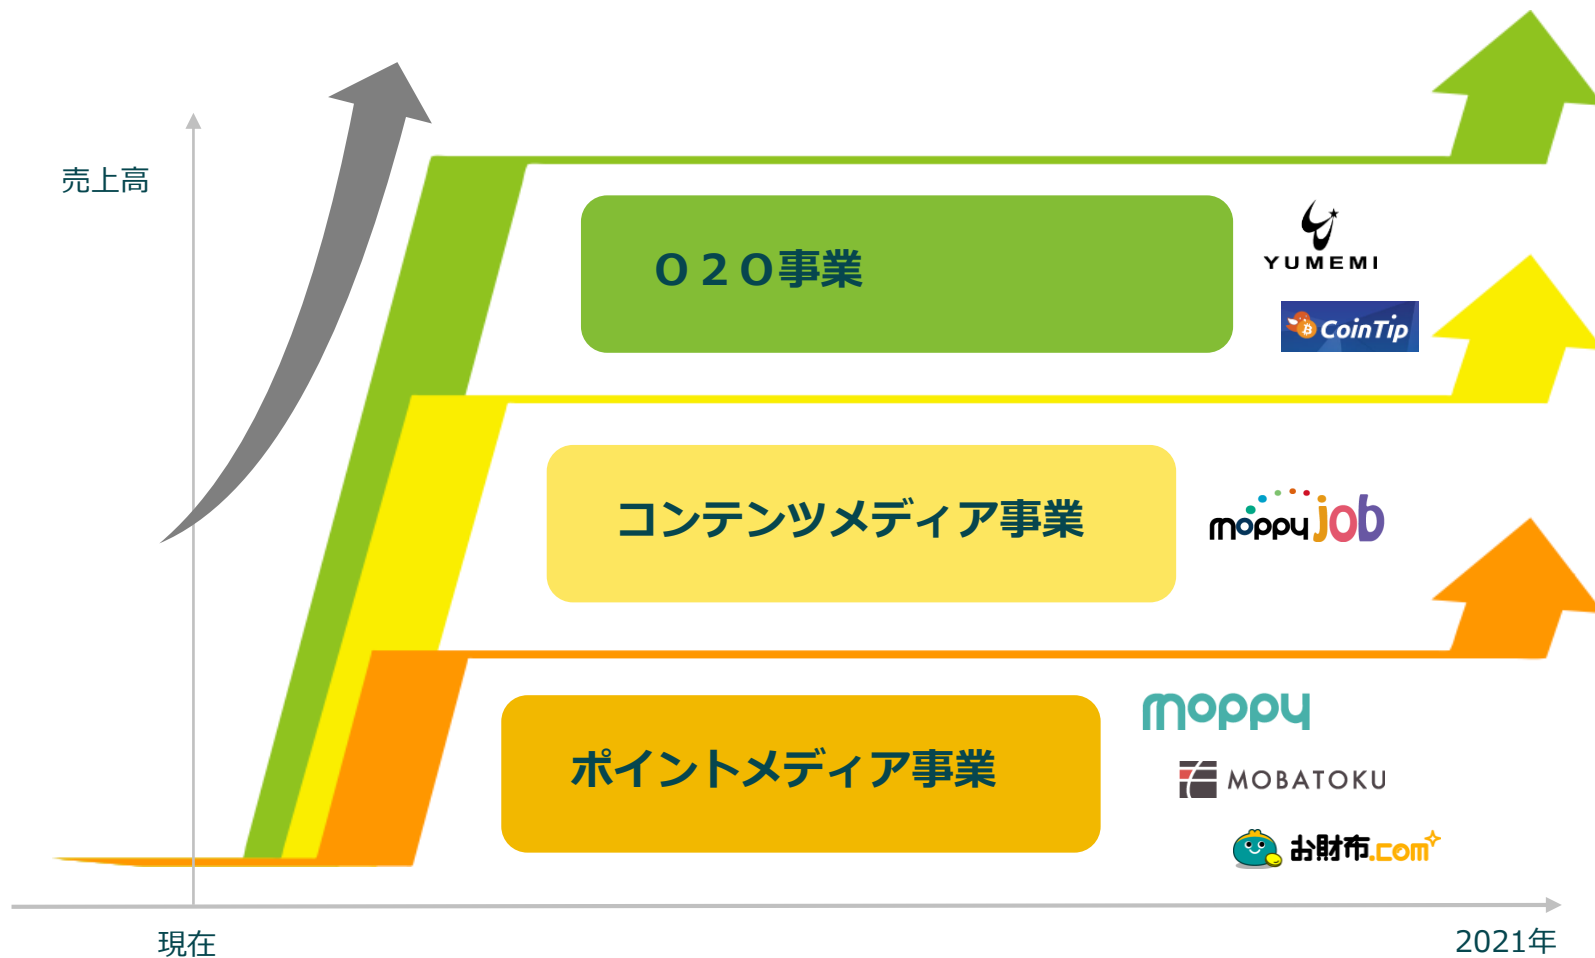 売上高
O2O事業
YUMEMI
CoinTip
コンテンツメディア事業
moppyjob
ポイントメディア事業
moppy
MOBATOKU
お財布.com
現在
2021年